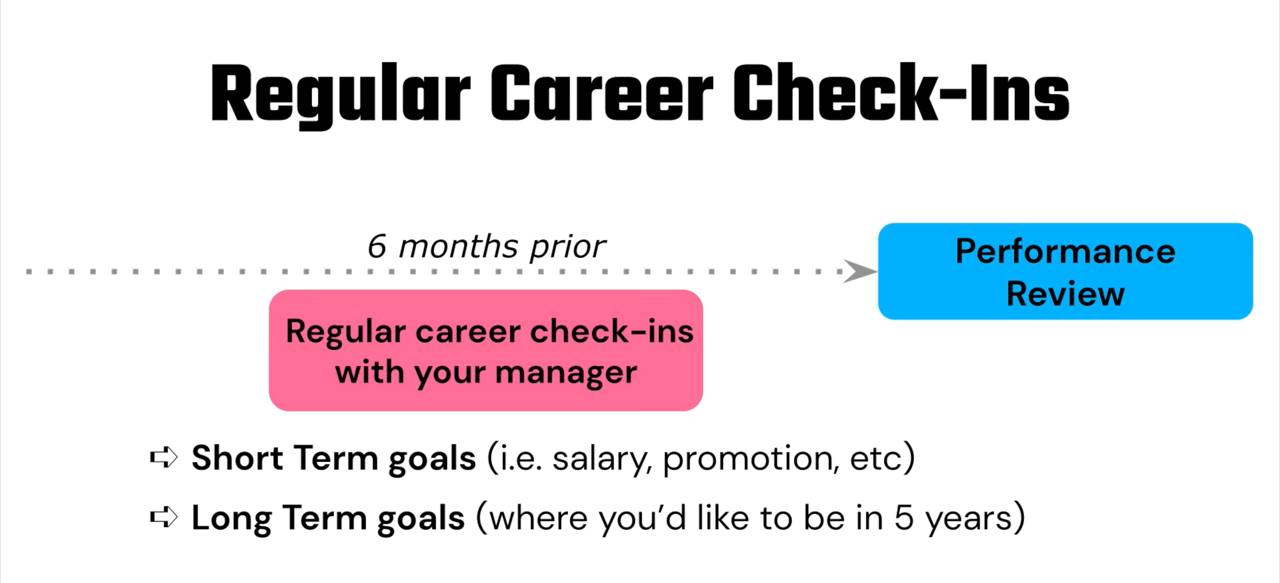 Regular Career Check-Ins
6 months prior
Performance
Review
Regular career check-ins
with your manager
➪ Short Term goals (i.e. salary, promotion, etc)
➪ Long Term goals (where you’d like to be in 5 years)